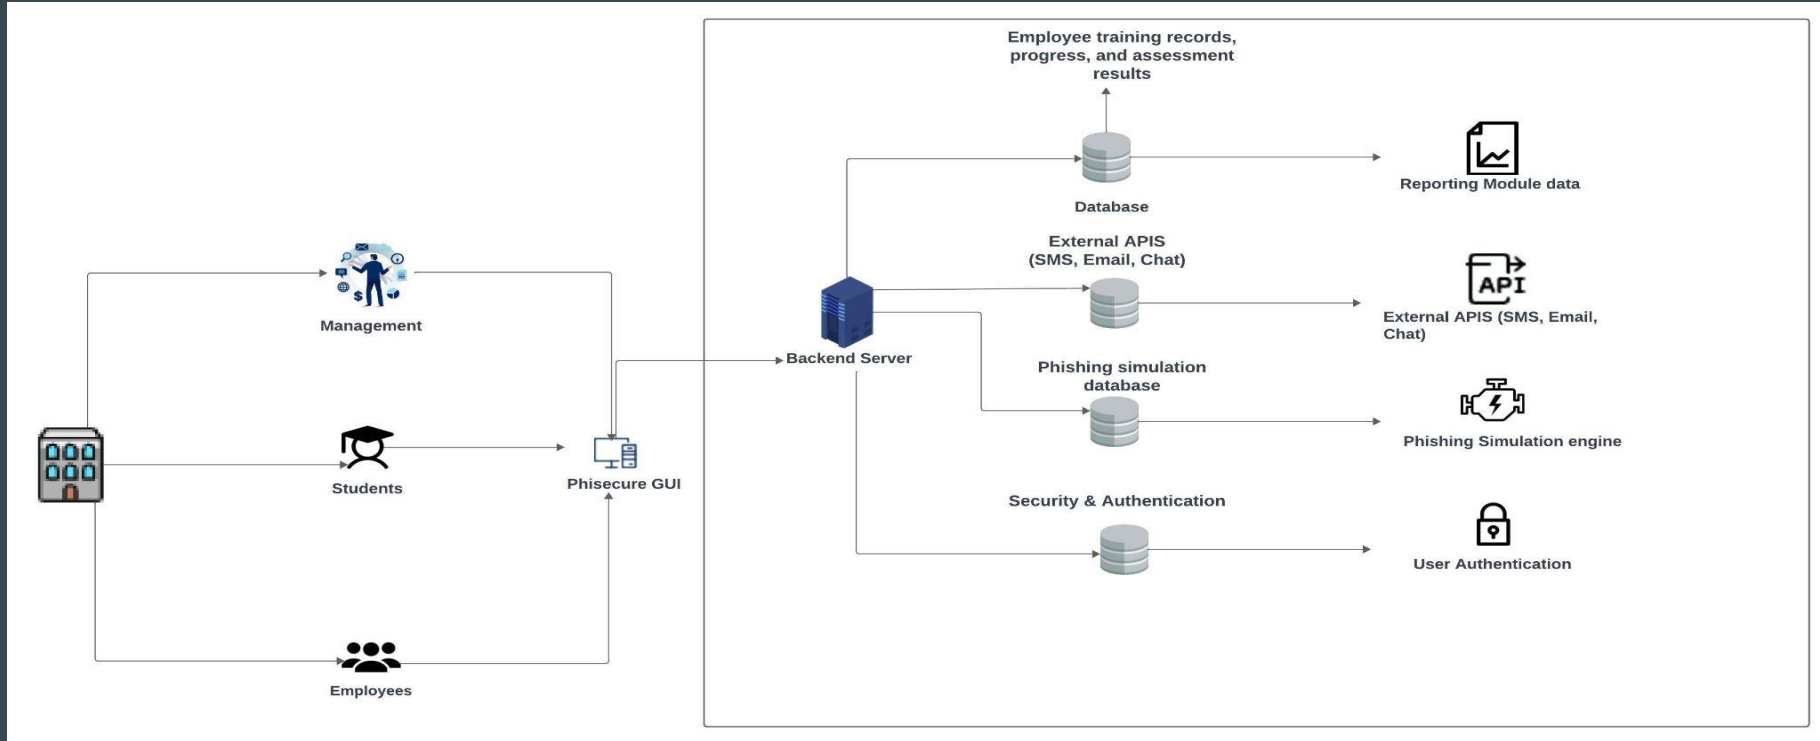 Employee training records,
progress, and assessment
results
Reporting Module data
Database
External APIS
(SMS, Email, Chat)
API
External APIS (SMS, Email,
Chat)
Management
Backend Server
Phishing simulation
database
Phishing Simulation engine
Students
Phisecure GUI
Security & Authentication
User Authentication
Employees